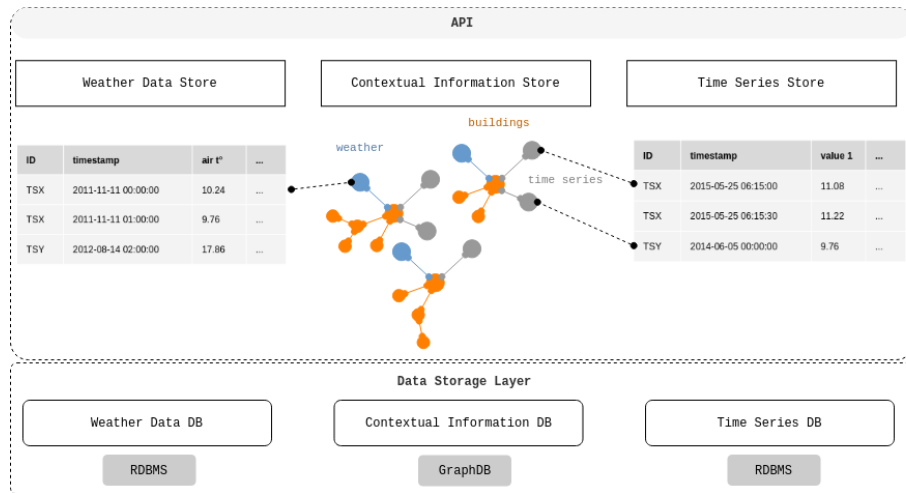 API
Weather Data Store
Contextual Information Store
Time Series Store
buildings
weather
time series
ID timestamp air t° ...
TSX 2011-11-11 00:00:00 10.24 ...
TSX 2011-11-11 01:00:00 9.76 ...
TSY 2012-08-14 02:00:00 17.86 ...
ID timestamp value 1 ...
TSX 2015-05-25 06:15:00 11.08 ...
TSX 2015-05-25 06:15:30 11.22 ...
TSY 2014-06-05 00:00:00 9.76 ...
Data Storage Layer
Weather Data DB
Contextual Information DB
Time Series DB
RDBMS
GraphDB
RDBMS